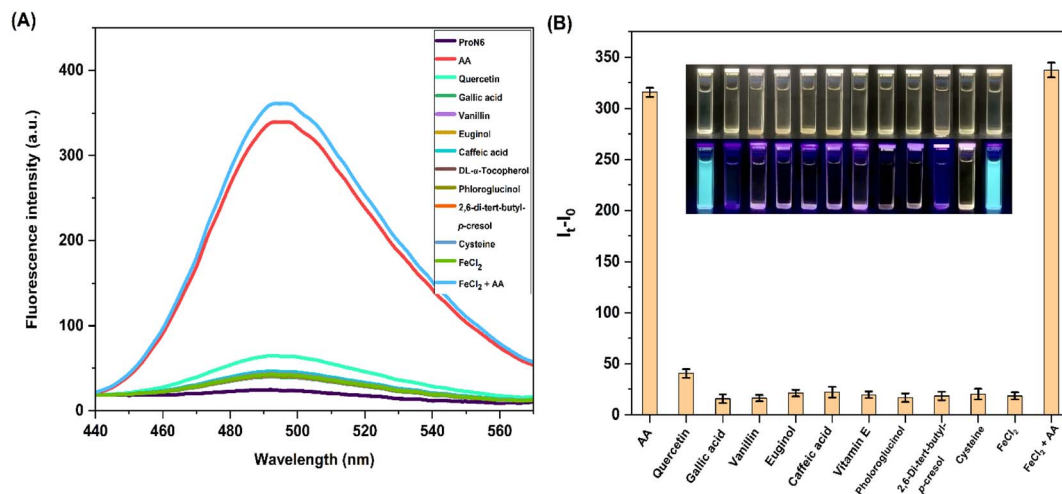 (A)
400
300
200
100
0
Fluorescence intensity (a.u.)
440
460
480
500
520
540
560
Wavelength (nm)
ProN6
AA
Quercetin
Gallic acid
Vanillin
Euginol
Caffeic acid
DL-α-Tocopherol
Phloroglucinol
2,6-di-tert-butyl-
p-cresol
Cysteine
FeCl₂
FeCl₂ + AA
(B)
350
300
250
200
150
100
50
0
Iₜ-I₀
AA
Quercetin
Gallic acid
Vanillin
Euginol
Caffeic acid
Vitamin E
Pholoroglucinol
2,6-Di-tert-butyl-
p-cresol
Cysteine
FeCl₂
FeCl₂ + AA